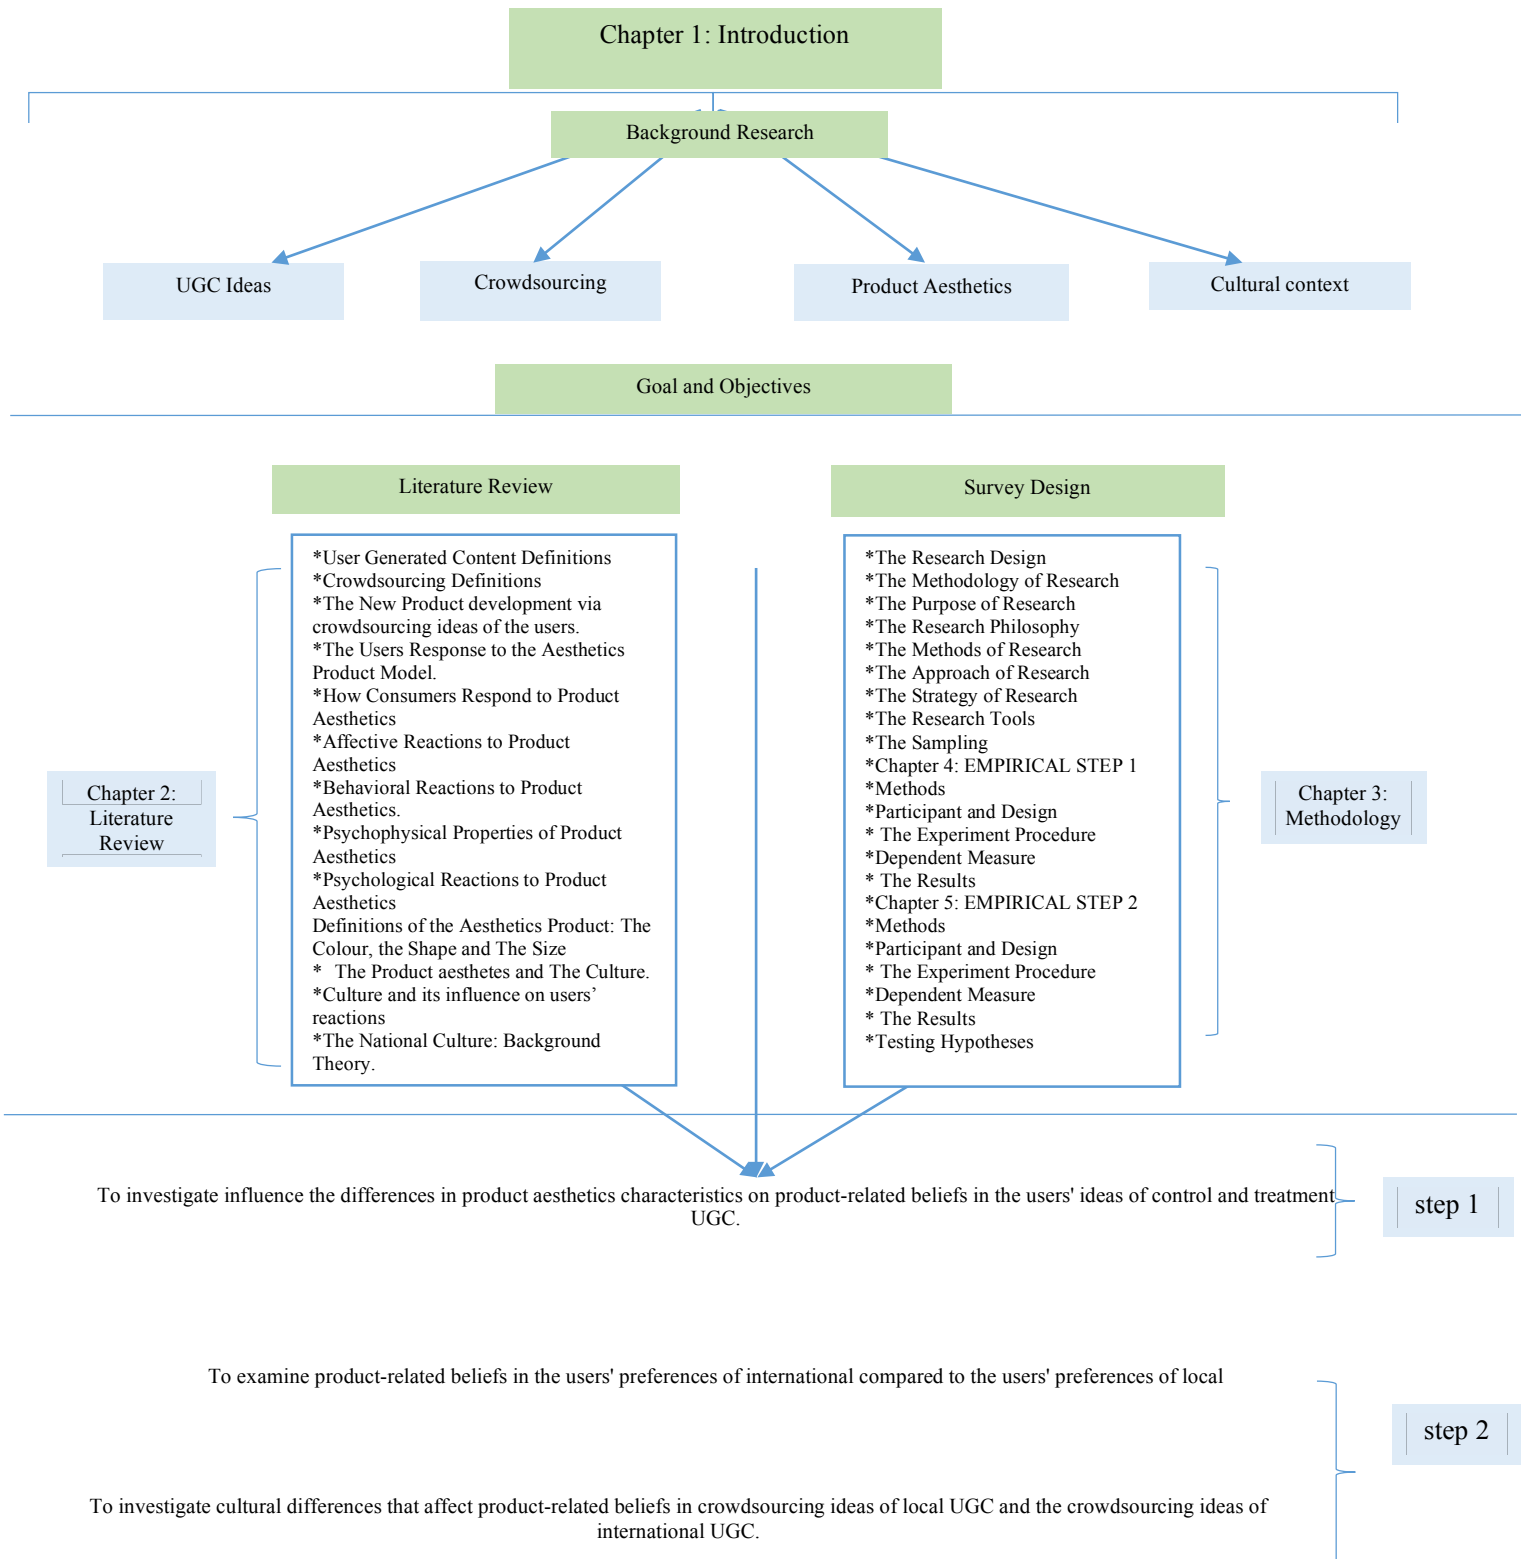 Chapter 1: Introduction
Background Research
UGC Ideas
Crowdsourcing
Product Aesthetics
Cultural context
Goal and Objectives
Literature Review
Survey Design
Chapter 2:
Literature
Review
*User Generated Content Definitions
*Crowdsourcing Definitions
*The New Product development via
crowdsourcing ideas of the users.
*The Users Response to the Aesthetics
Product Model.
*How Consumers Respond to Product
Aesthetics
*Affective Reactions to Product
Aesthetics
*Behavioral Reactions to Product
Aesthetics.
*Psychophysical Properties of Product
Aesthetics
*Psychological Reactions to Product
Aesthetics
Definitions of the Aesthetics Product: The
Colour, the Shape and The Size
* The Product aesthetes and The Culture.
*Culture and its influence on users’
reactions
*The National Culture: Background
Theory.
*The Research Design
*The Methodology of Research
*The Purpose of Research
*The Research Philosophy
*The Methods of Research
*The Approach of Research
*The Strategy of Research
*The Research Tools
*The Sampling
*Chapter 4: EMPIRICAL STEP 1
*Methods
*Participant and Design
* The Experiment Procedure
*Dependent Measure
* The Results
*Chapter 5: EMPIRICAL STEP 2
*Methods
*Participant and Design
* The Experiment Procedure
*Dependent Measure
* The Results
*Testing Hypotheses
Chapter 3:
Methodology
To investigate influence the differences in product aesthetics characteristics on product-related beliefs in the users' ideas of control and treatment
UGC.
step 1
To examine product-related beliefs in the users' preferences of international compared to the users' preferences of local
step 2
To investigate cultural differences that affect product-related beliefs in crowdsourcing ideas of local UGC and the crowdsourcing ideas of
international UGC.